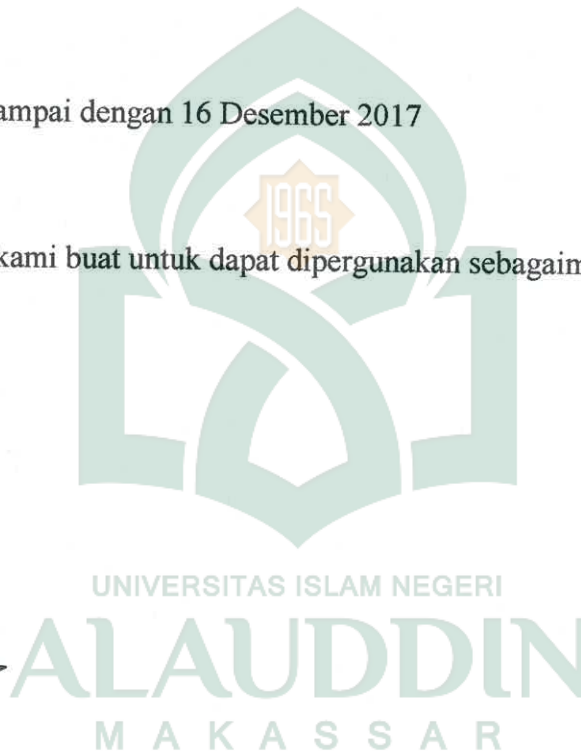 ampai dengan 16 Desember 2017
1965
kami buat untuk dapat dipergunakan sebagaim
UNIVERSITAS ISLAM NEGERI
ALAUDDIN
MAKASSAR